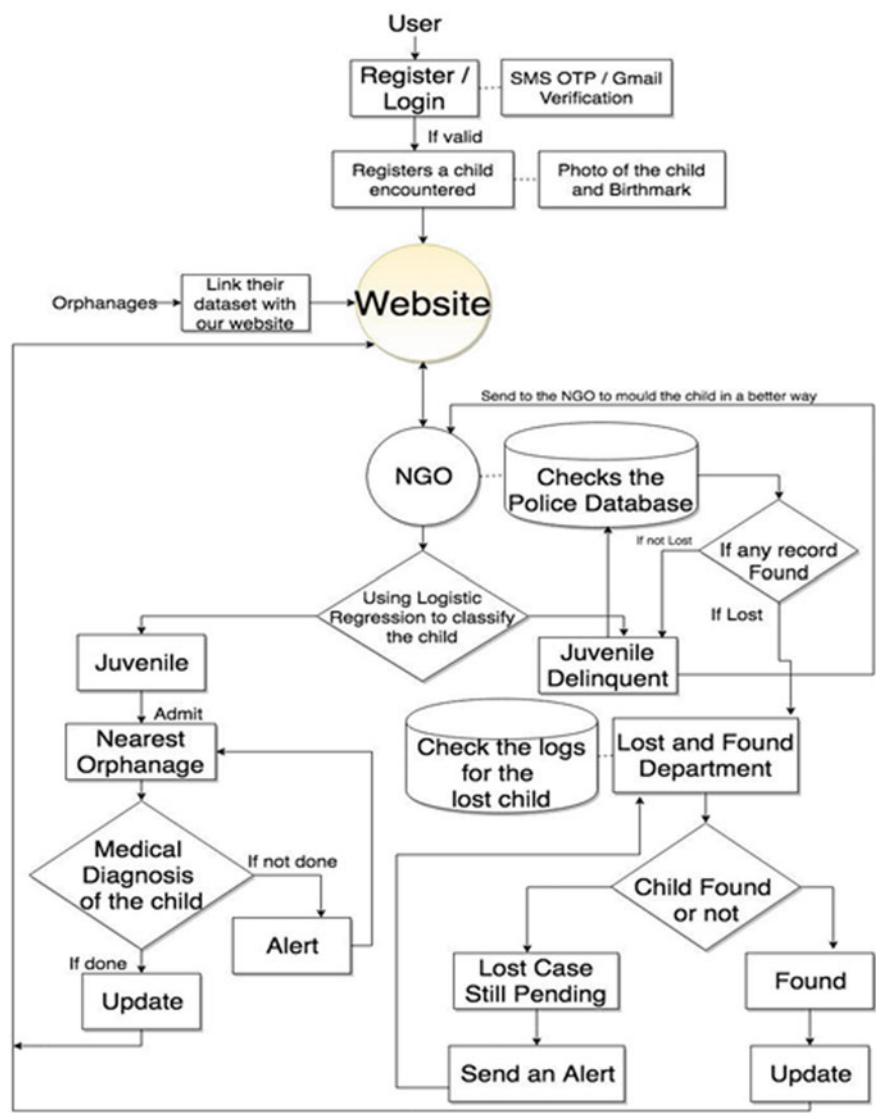 User
Register /
Login
SMS OTP / Gmail
Verification
If valid
Registers a child
encountered
Photo of the child
and Birthmark
Orphanages
Link their
dataset with
our website
Website
Send to the NGO to mould the child in a better way
NGO
Checks the
Police Database
If not Lost
If any record
Found
If Lost
Using Logistic
Regression to classify
the child
Juvenile
Juvenile
Delinquent
Admit
Nearest
Orphanage
Check the logs
for the
lost child
Lost and Found
Department
Medical
Diagnosis
of the child
If not done
Alert
Child Found
or not
If done
Update
Lost Case
Still Pending
Found
Send an Alert
Update